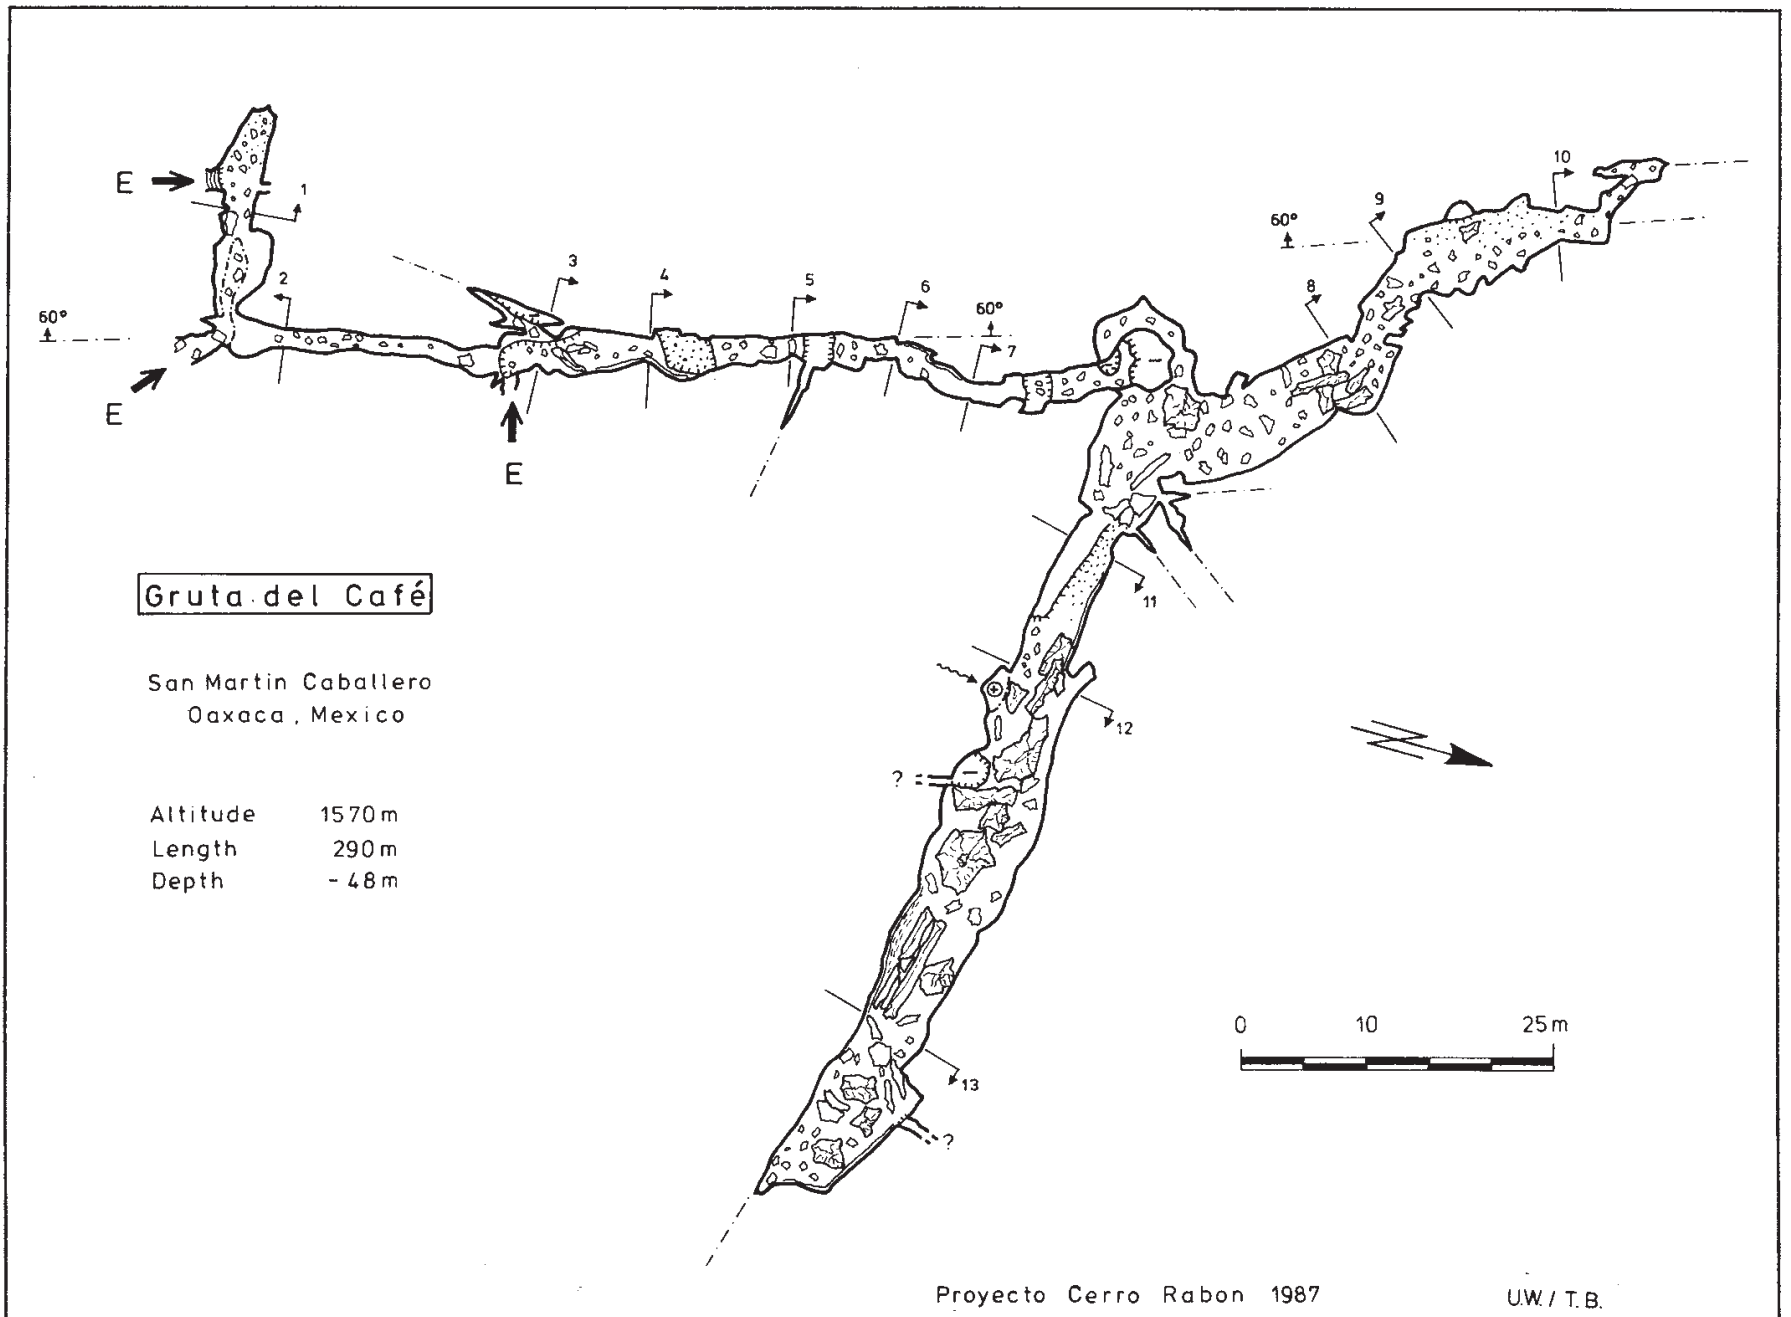 10
E
1
9
60°
3
2
4
5
6
8
60°
60°
7
E
E
11
Gruta del Café
San Martin Caballero
Oaxaca, Mexico
12
?
Altitude 1570m
Length 290m
Depth - 48m
0 10 25m
13
?
Proyecto Cerro Rabon 1987 U.W. / T.B.